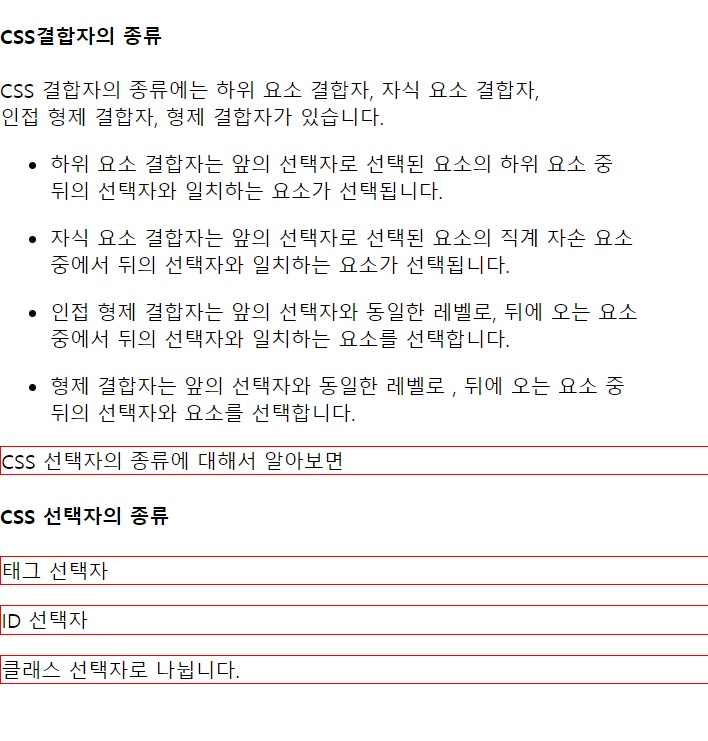 CSS결합자의 종류
CSS 결합자의 종류에는 하위 요소 결합자, 자식 요소 결합자,
인접 형제 결합자, 형제 결합자가 있습니다.
하위 요소 결합자는 앞의 선택자로 선택된 요소의 하위 요소 중
뒤의 선택자와 일치하는 요소가 선택됩니다.
자식 요소 결합자는 앞의 선택자로 선택된 요소의 직계 자손 요소
중에서 뒤의 선택자와 일치하는 요소가 선택됩니다.
인접 형제 결합자는 앞의 선택자와 동일한 레벨로, 뒤에 오는 요소
중에서 뒤의 선택자와 일치하는 요소를 선택합니다.
형제 결합자는 앞의 선택자와 동일한 레벨로 , 뒤에 오는 요소 중
뒤의 선택자와 요소를 선택합니다.
CSS 선택자의 종류에 대해서 알아보면
CSS 선택자의 종류
태그 선택자
ID 선택자
클래스 선택자로 나뉩니다.